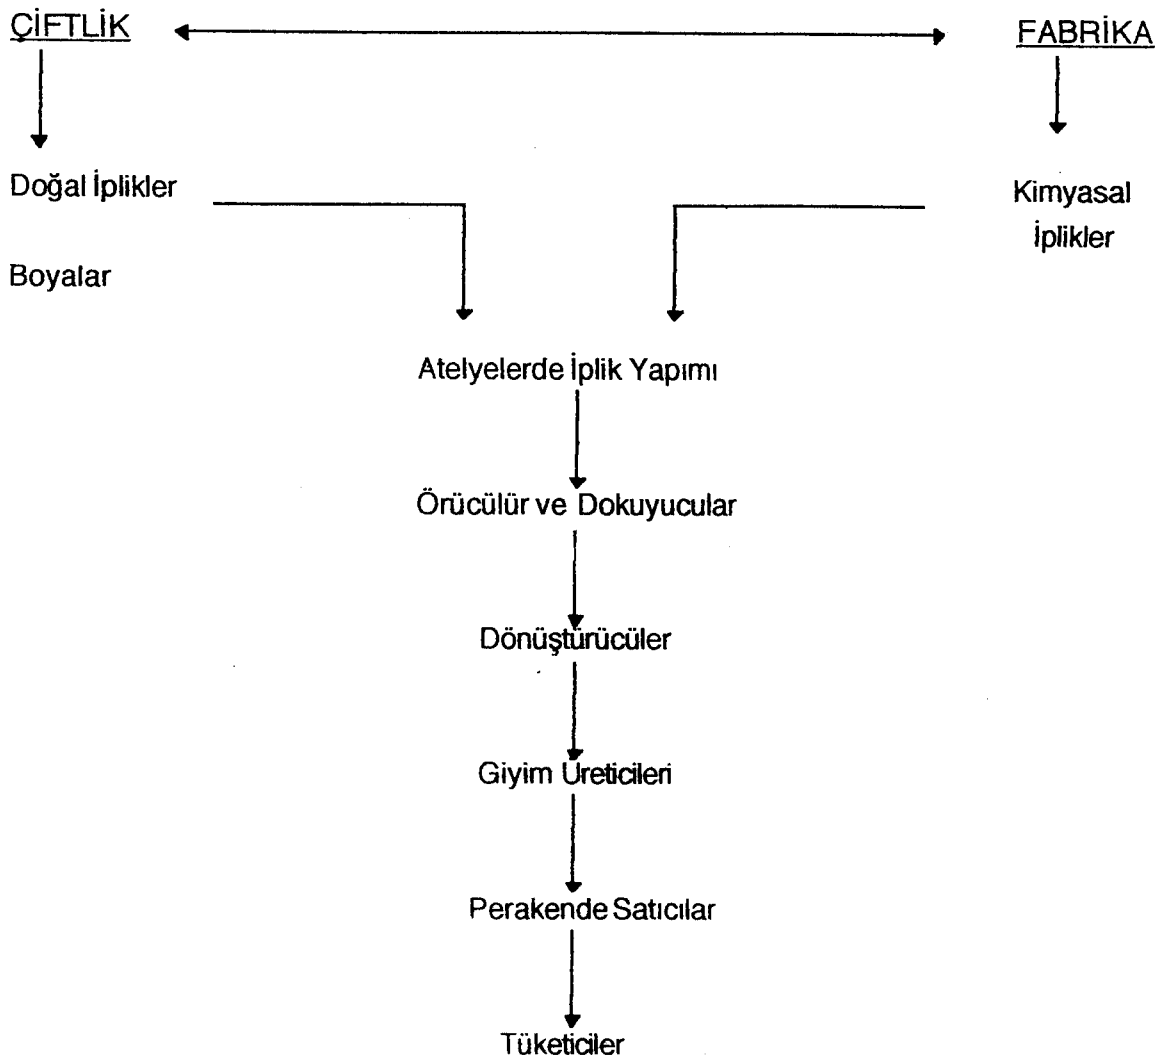 ÇİFTLİK
FABRİKA
Doğal İplikler
Kimyasal
İplikler
Boyalar
Atelyelerde İplik Yapımı
Örücülür ve Dokuyucular
Dönüştürücüler
Giyim Üreticileri
Perakende Satıcılar
Tüketiciler